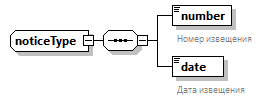 number
Номер извещения
noticeType
date
Дата извещения